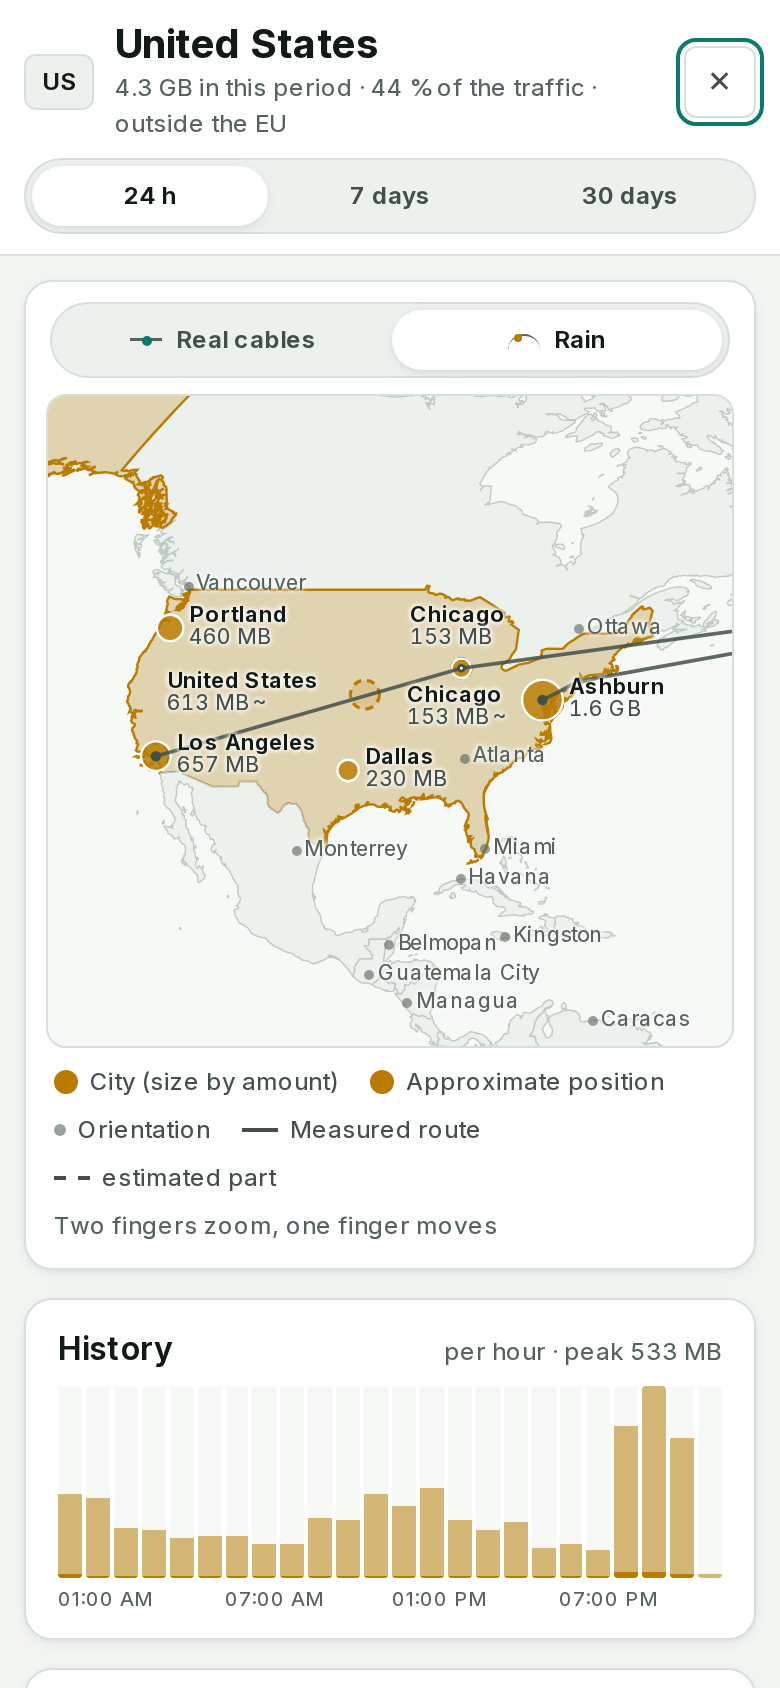 United States
US
4.3 GB in this period · 44 % of the traffic ·
outside the EU
✕
24 h
7 days
30 days
Real cables
Rain
Vancouver
Portland
460 MB
Chicago
153 MB
Ottawa
United States
613 MB ~
Chicago
153 MB ~
Ashburn
1.6 GB
Los Angeles
657 MB
Dallas
230 MB
Atlanta
Monterrey
Miami
Havana
Belmopan
Kingston
Guatemala City
Managua
Caracas
City (size by amount)
Approximate position
Orientation
Measured route
estimated part
Two fingers zoom, one finger moves
History
per hour · peak 533 MB
01:00 AM
07:00 AM
01:00 PM
07:00 PM